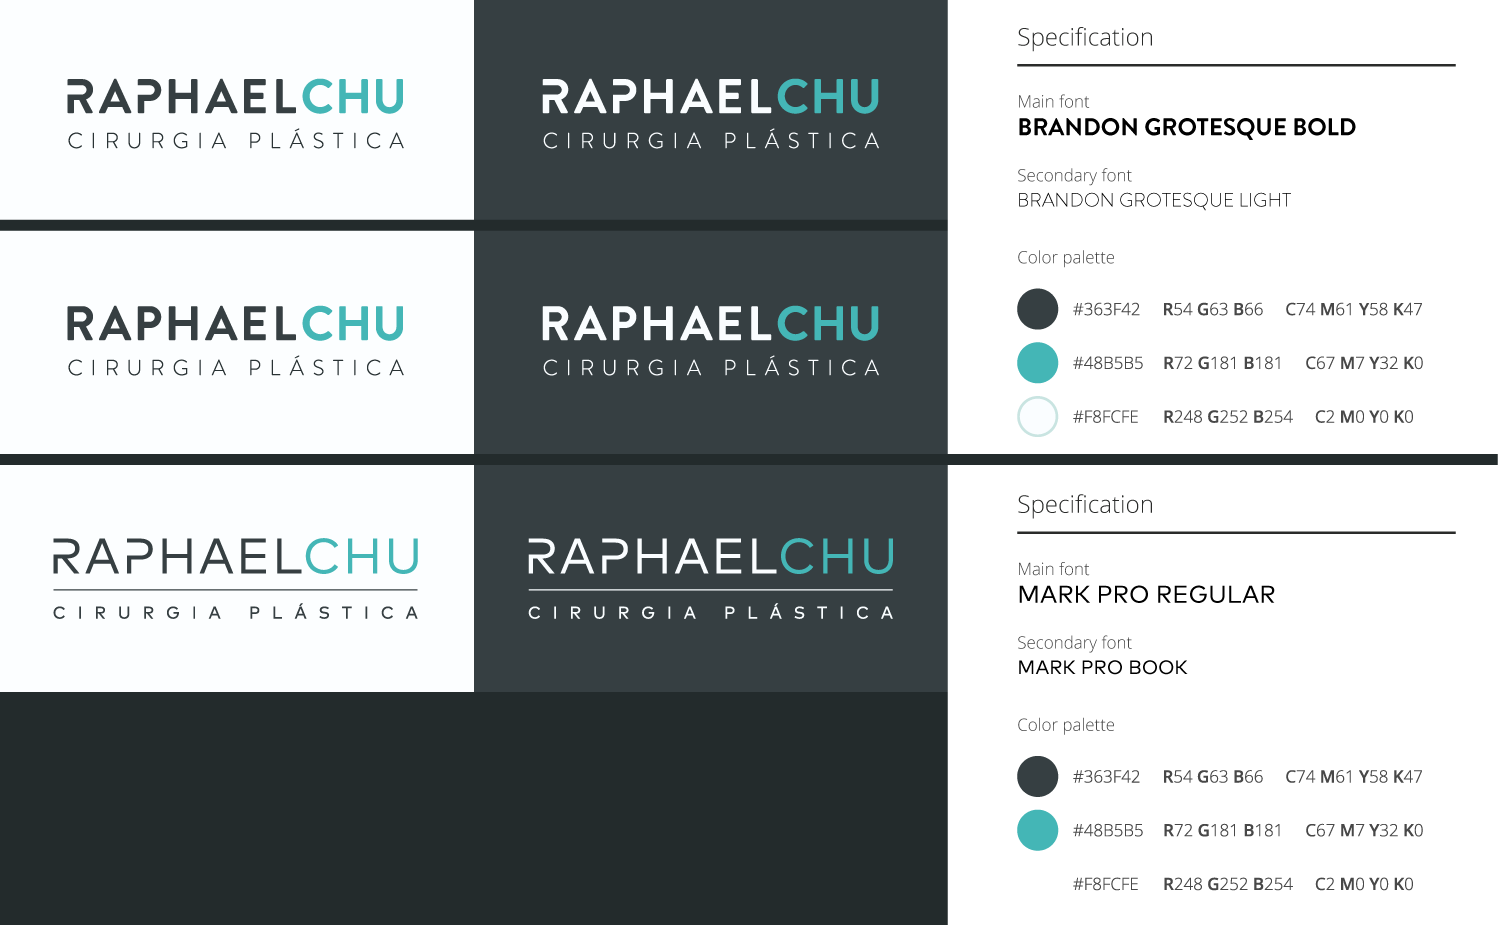 RAPHAELCHU
CIRURGIA PLÁSTICA
RAPHAELCHU
CIRURGIA PLÁSTICA
RAPHAELCHU
CIRURGIA PLÁSTICA
RAPHAELCHU
CIRURGIA PLÁSTICA
Specification
Main font
BRANDON GROTESQUE BOLD
Secondary font
BRANDON GROTESQUE LIGHT
Color palette
#363F42 R54 G63 B66 C74 M61 Y58 K47
#48B5B5 R72 G181 B181 C67 M7 Y32 K0
#F8FCFE R248 G252 B254 C2 M0 Y0 K0
RAPHAELCHU
CIRURGIA PLÁSTICA
RAPHAELCHU
CIRURGIA PLÁSTICA
Specification
Main font
MARK PRO REGULAR
Secondary font
MARK PRO BOOK
Color palette
#363F42 R54 G63 B66 C74 M61 Y58 K47
#48B5B5 R72 G181 B181 C67 M7 Y32 K0
#F8FCFE R248 G252 B254 C2 M0 Y0 K0